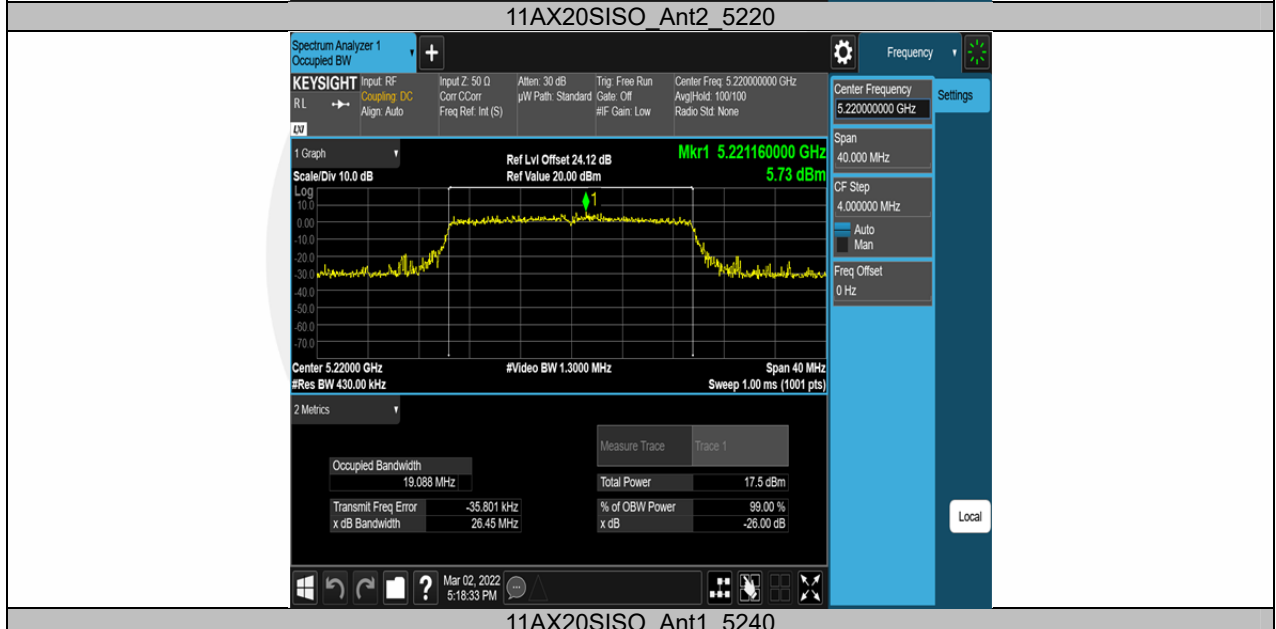 11AX20SISO_Ant2_5220
Spectrum Analyzer 1
Occupied BW
+
Frequency
KEYSIGHT
RL
LXI
Input: RF
Coupling: DC
Align: Auto
Input Z: 50 Ω
Corr CCorr
Freq Ref: Int (S)
Atten: 30 dB
µW Path: Standard
Trig: Free Run
Gate: Off
#IF Gain: Low
Center Freq: 5.220000000 GHz
Avg|Hold: 100/100
Radio Std: None
Center Frequency
5.220000000 GHz
Settings
Span
40.000 MHz
CF Step
4.000000 MHz
Auto
Man
Freq Offset
0 Hz
Local
1 Graph
Scale/Div 10.0 dB
Ref Lvl Offset 24.12 dB
Ref Value 20.00 dBm
Mkr1 5.221160000 GHz
5.73 dBm
Log
10.0
0.00
-10.0
-20.0
-30.0
-40.0
-50.0
-60.0
-70.0
1
Center 5.22000 GHz
#Video BW 1.3000 MHz
Span 40 MHz
#Res BW 430.00 kHz
Sweep 1.00 ms (1001 pts)
2 Metrics
Measure Trace Trace 1
Occupied Bandwidth
19.088 MHz
Total Power 17.5 dBm
Transmit Freq Error -35.801 kHz
% of OBW Power 99.00 %
x dB Bandwidth 26.45 MHz
x dB -26.00 dB
?
Mar 02, 2022
5:18:33 PM
11AX20SISO_Ant1_5240